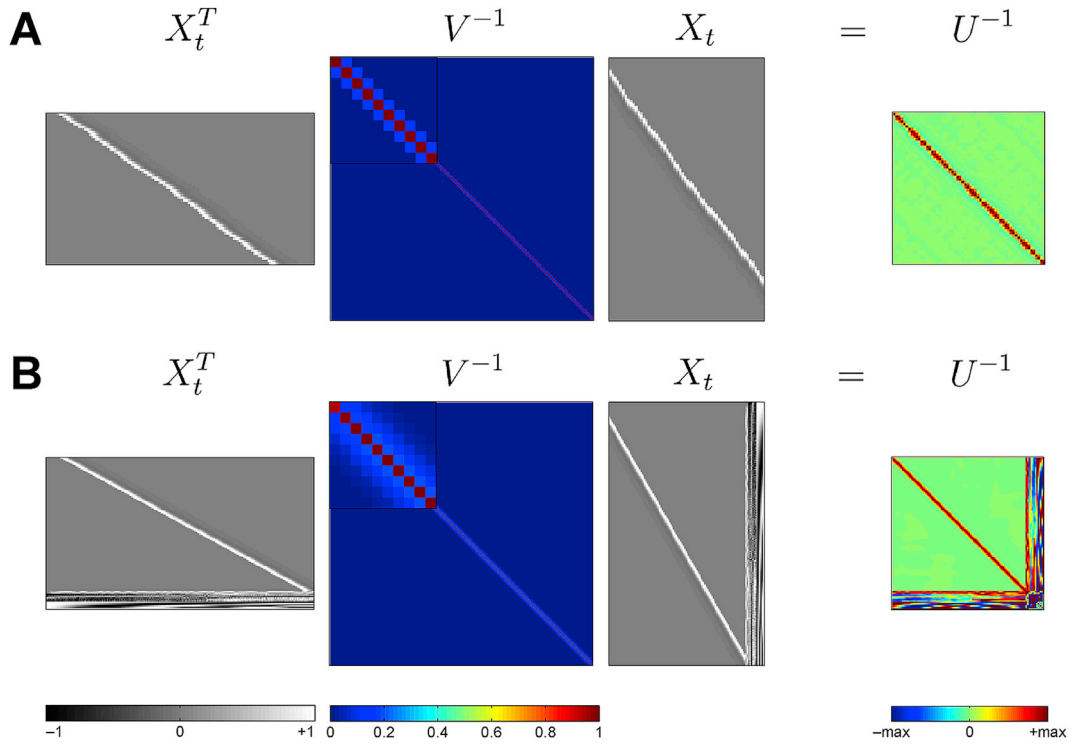 A X_t^T V^{-1} X_t = U^{-1}
B X_t^T V^{-1} X_t = U^{-1}
−1 0 +1
0 0.2 0.4 0.6 0.8 1
−max 0 +max